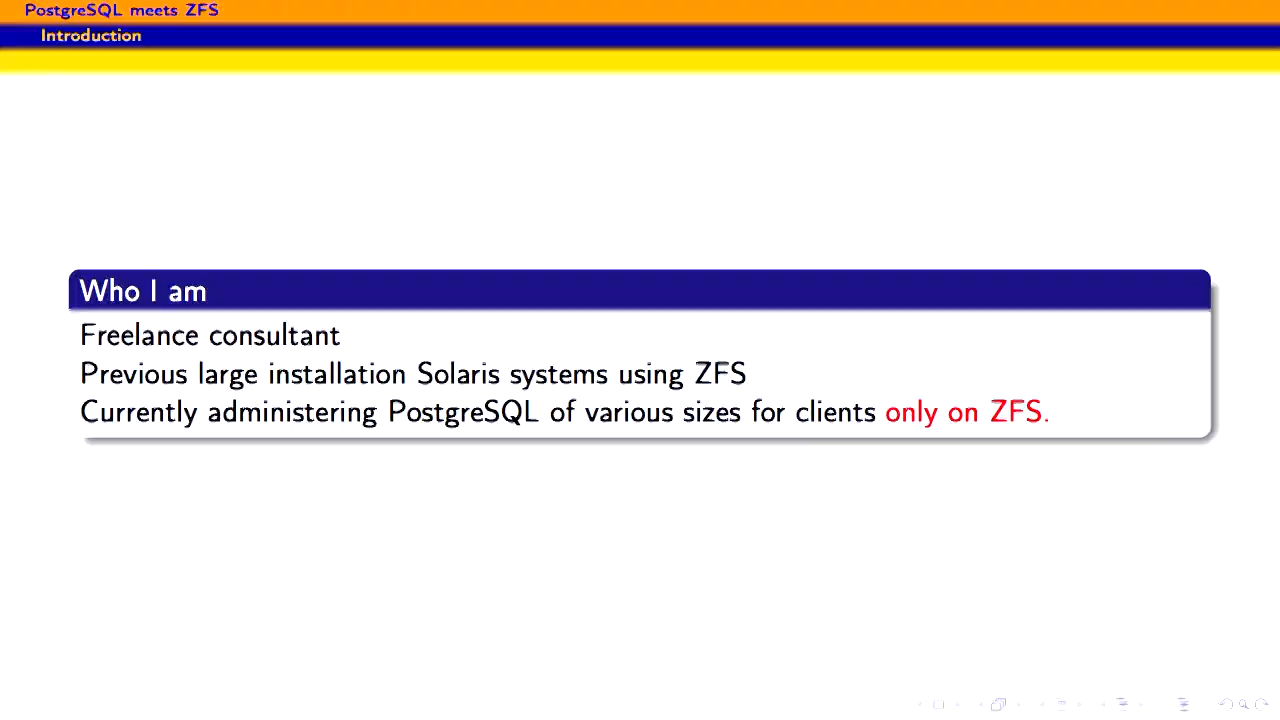 PostgreSQL meets ZFS
Introduction
Who I am
Freelance consultant
Previous large installation Solaris systems using ZFS
Currently administering PostgreSQL of various sizes for clients only on ZFS.